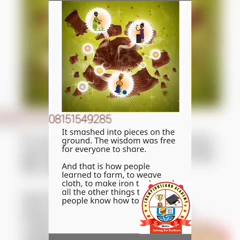 08151549285
It smashed into pieces on the
ground. The wisdom was free
for everyone to share.
And that is how people
learned to farm, to weave
cloth, to make iron t
all the other things t
people know how to